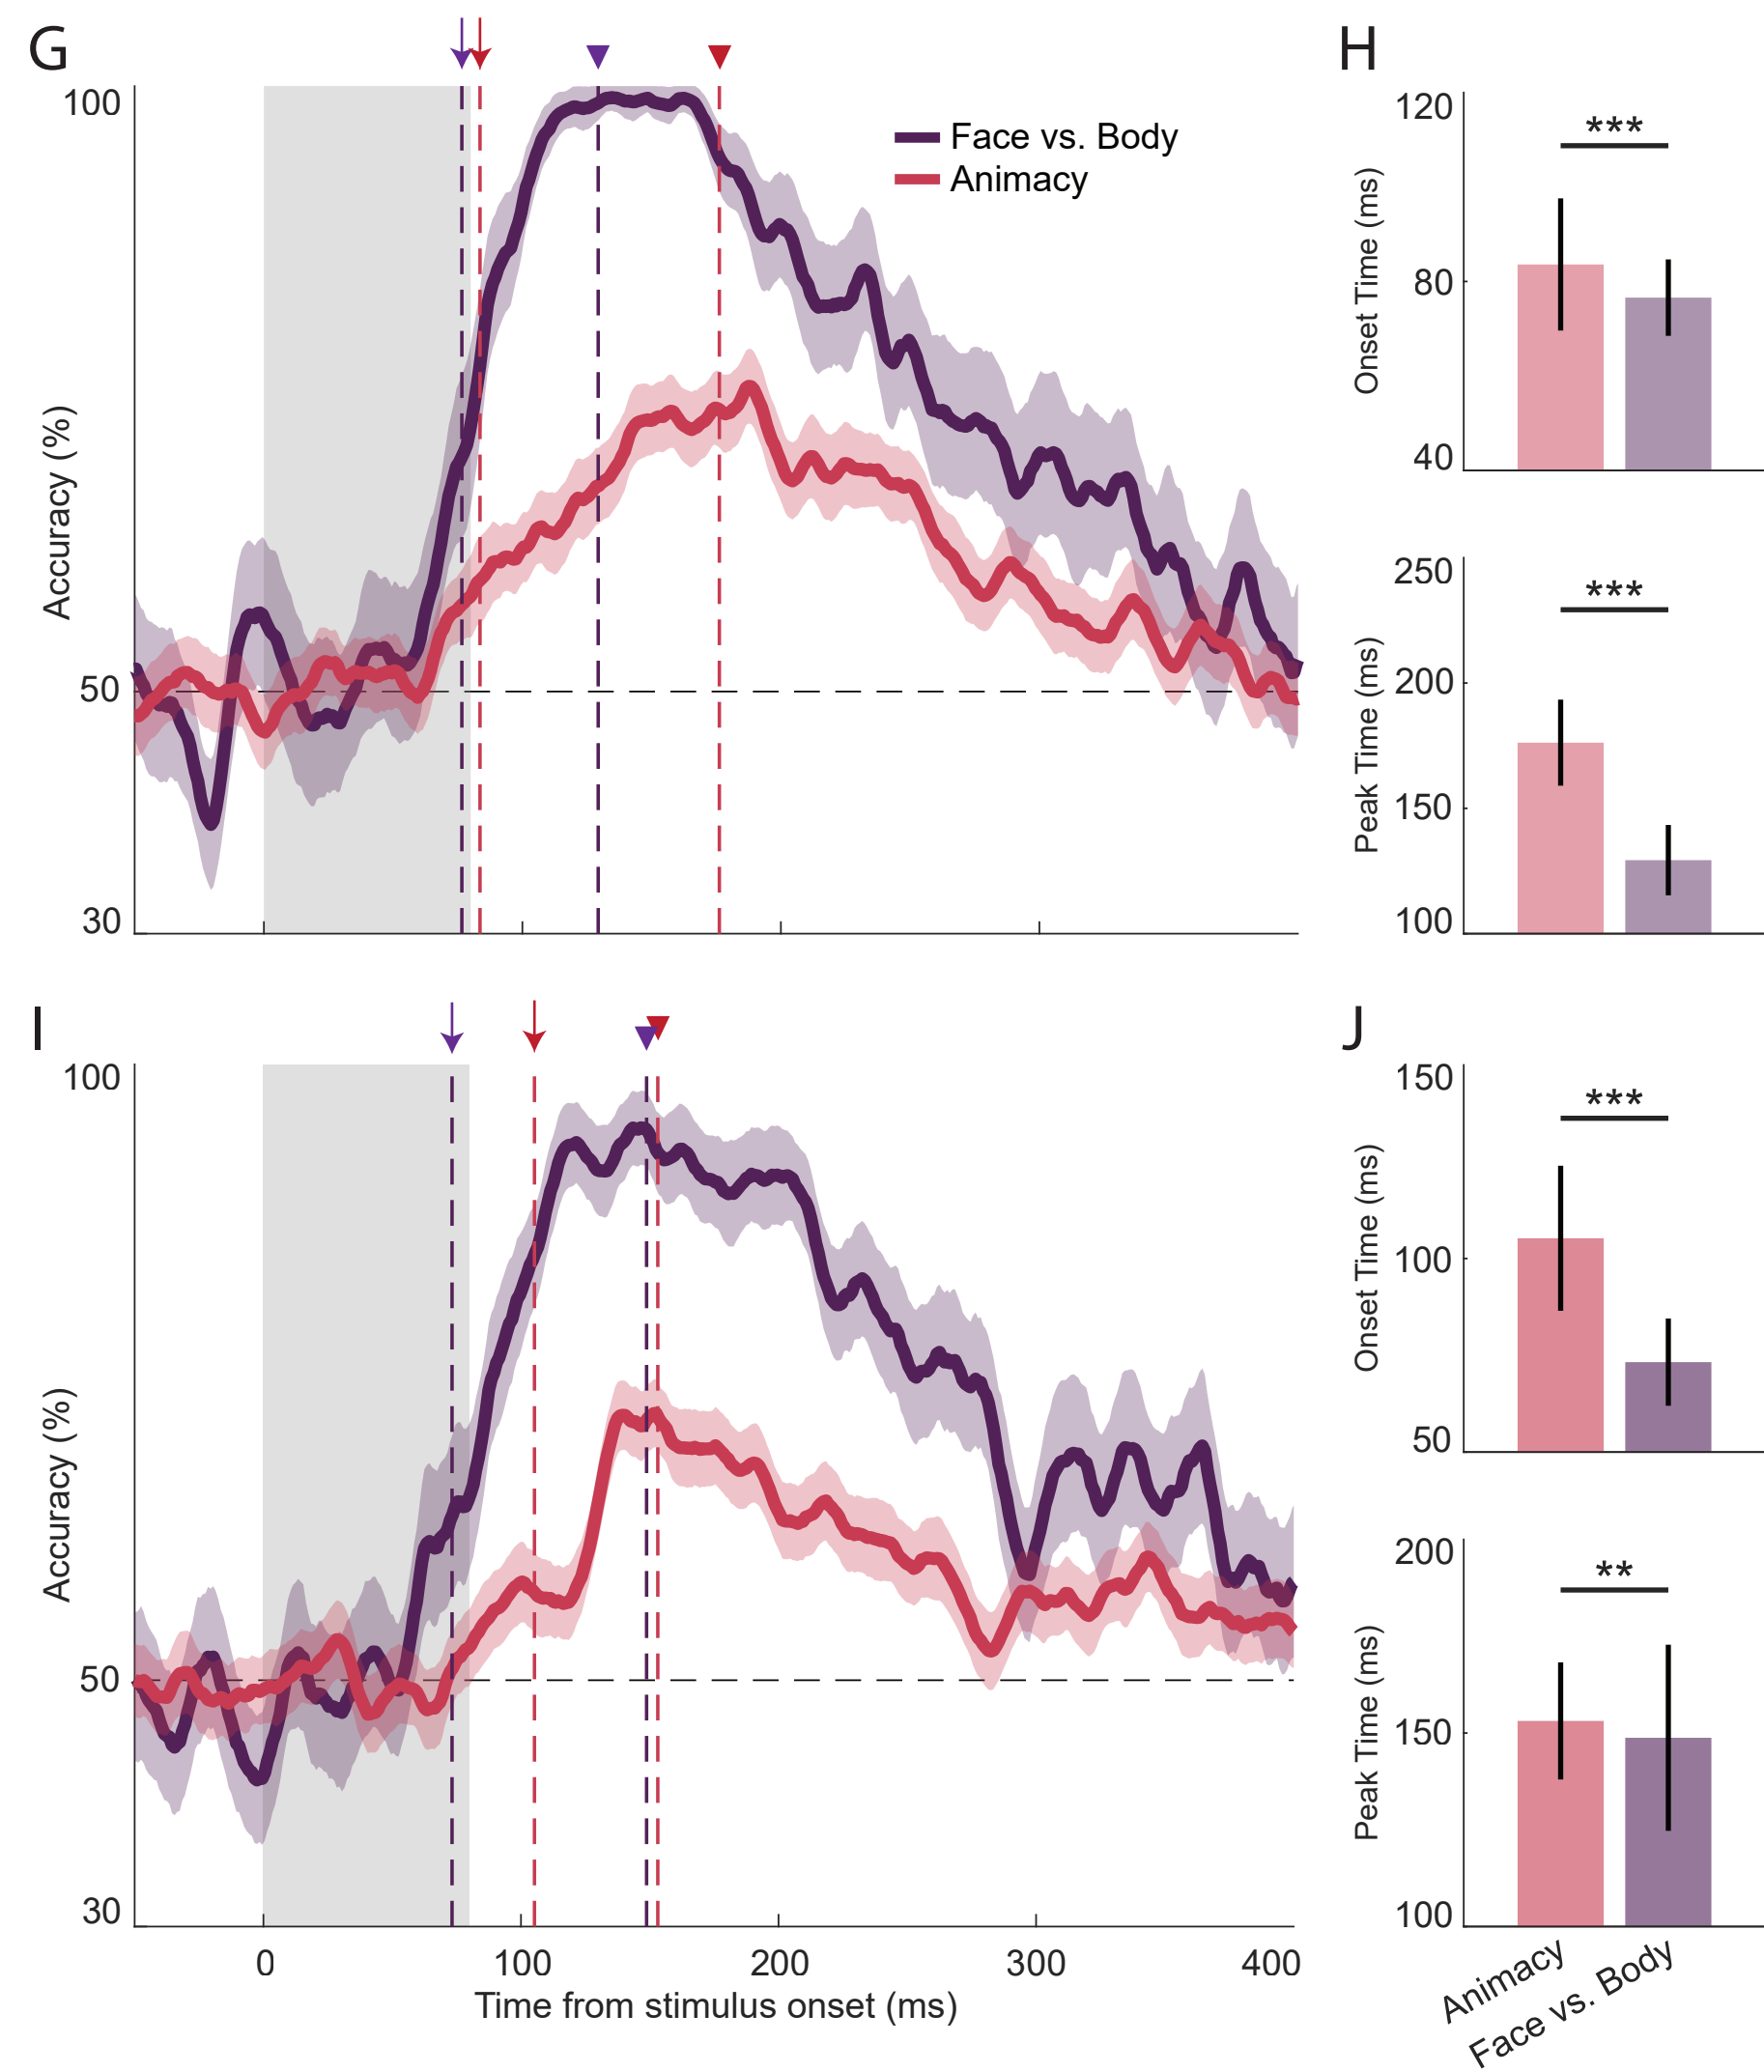 G
100
50
30
Accuracy (%)
Face vs. Body
Animacy
H
120
80
40
Onset Time (ms)
***
250
200
150
100
Peak Time (ms)
***
I
100
50
30
Accuracy (%)
0 100 200 300 400
Time from stimulus onset (ms)
J
150
100
50
Onset Time (ms)
***
200
150
100
Peak Time (ms)
**
Animacy
Face vs. Body